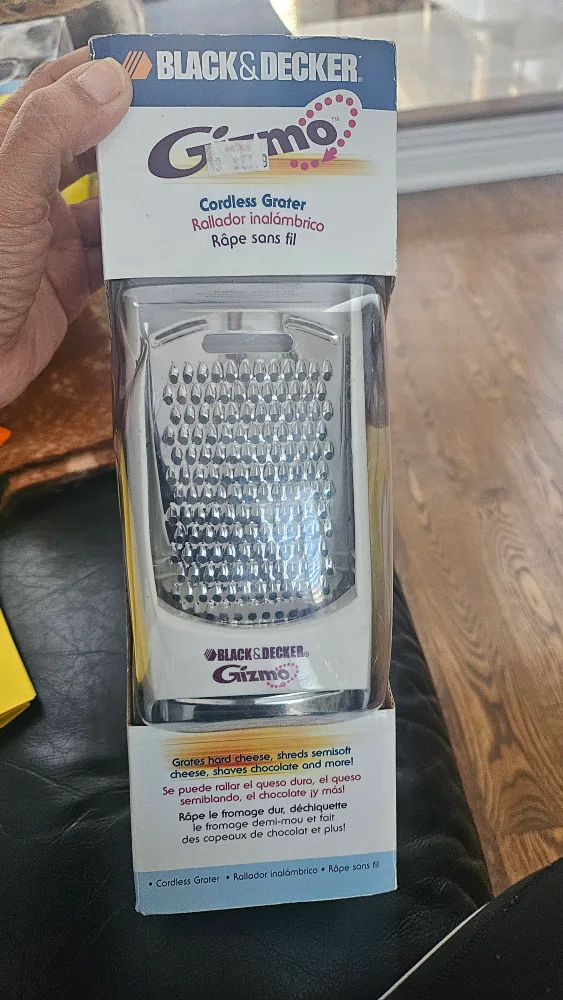 BLACK&DECKER®
Gizmo™
Cordless Grater
Rallador inalámbrico
Râpe sans fil
BLACK&DECKER®
Gizmo
Grates hard cheese, shreds semisoft
cheese, shaves chocolate and more!
Se puede rallar el queso duro, el queso
semiblando, el chocolate ¡y más!
Râpe le fromage dur, déchiquette
le fromage demi-mou et fait
des copeaux de chocolat et plus!
• Cordless Grater • Rallador inalámbrico • Râpe sans fil